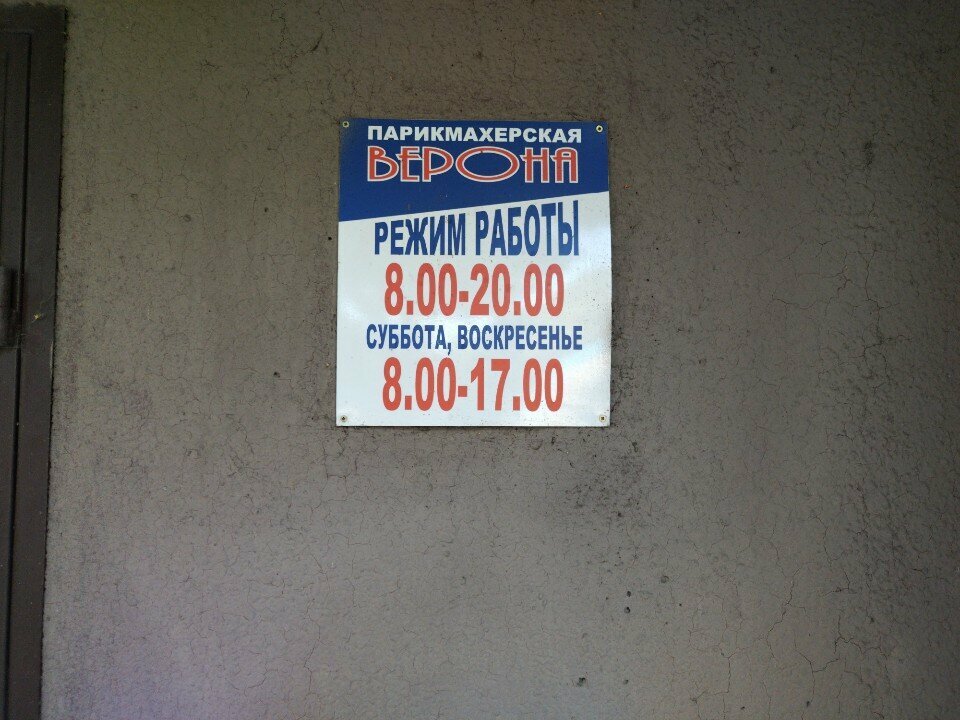 ПАРИКМАХЕРСКАЯ
ВЕРОНА
РЕЖИМ РАБОТЫ
8.00-20.00
СУББОТА, ВОСКРЕСЕНЬЕ
8.00-17.00